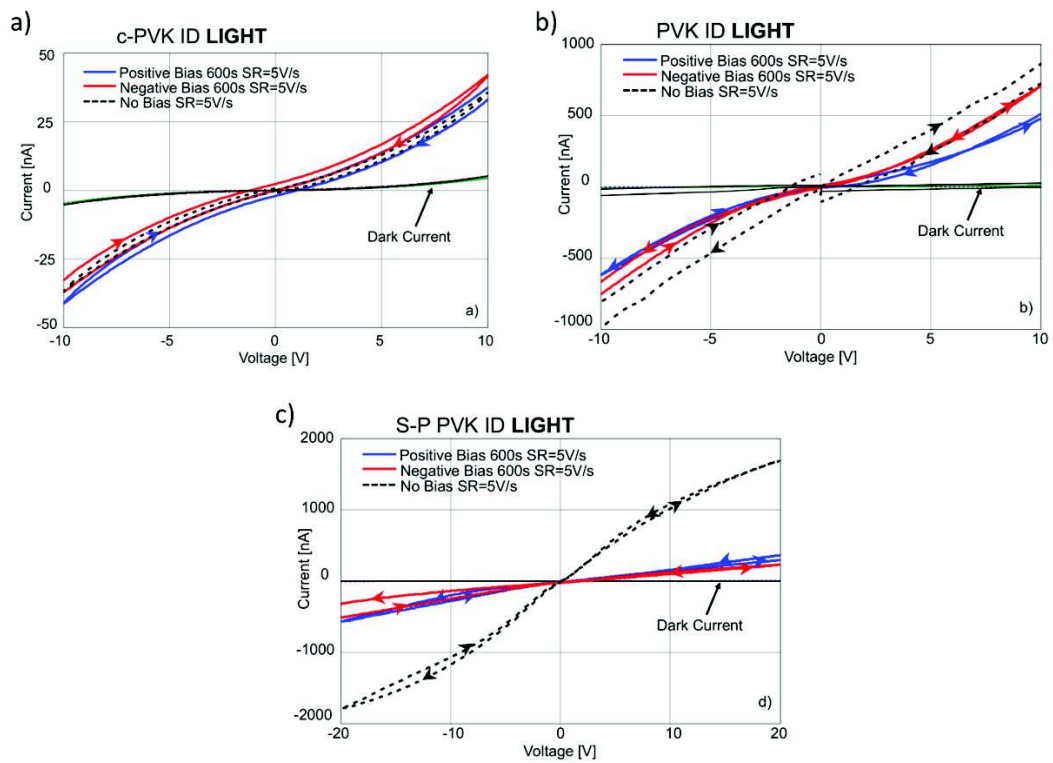 a)
c-PVK ID LIGHT
50
Positive Bias 600s SR=5V/s
Negative Bias 600s SR=5V/s
No Bias SR=5V/s
25
Current [nA]
0
Dark Current
-25
a)
-50
-10
-5
0
5
10
Voltage [V]
b)
PVK ID LIGHT
1000
Positive Bias 600s SR=5V/s
Negative Bias 600s SR=5V/s
No Bias SR=5V/s
500
Current [nA]
0
Dark Current
-500
b)
-1000
-10
-5
0
5
10
Voltage [V]
c)
S-P PVK ID LIGHT
2000
Positive Bias 600s SR=5V/s
Negative Bias 600s SR=5V/s
No Bias SR=5V/s
1000
Current [nA]
0
Dark Current
-1000
d)
-2000
-20
-10
0
10
20
Voltage [V]